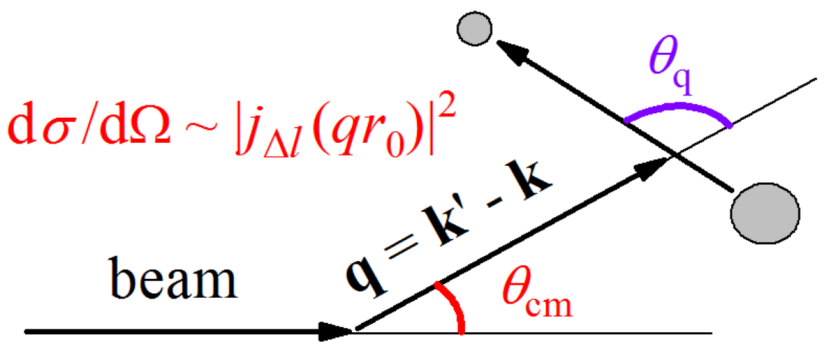 θq
dσ/dΩ ~ |jΔl(qr0)|²
q = k' - k
beam
θcm